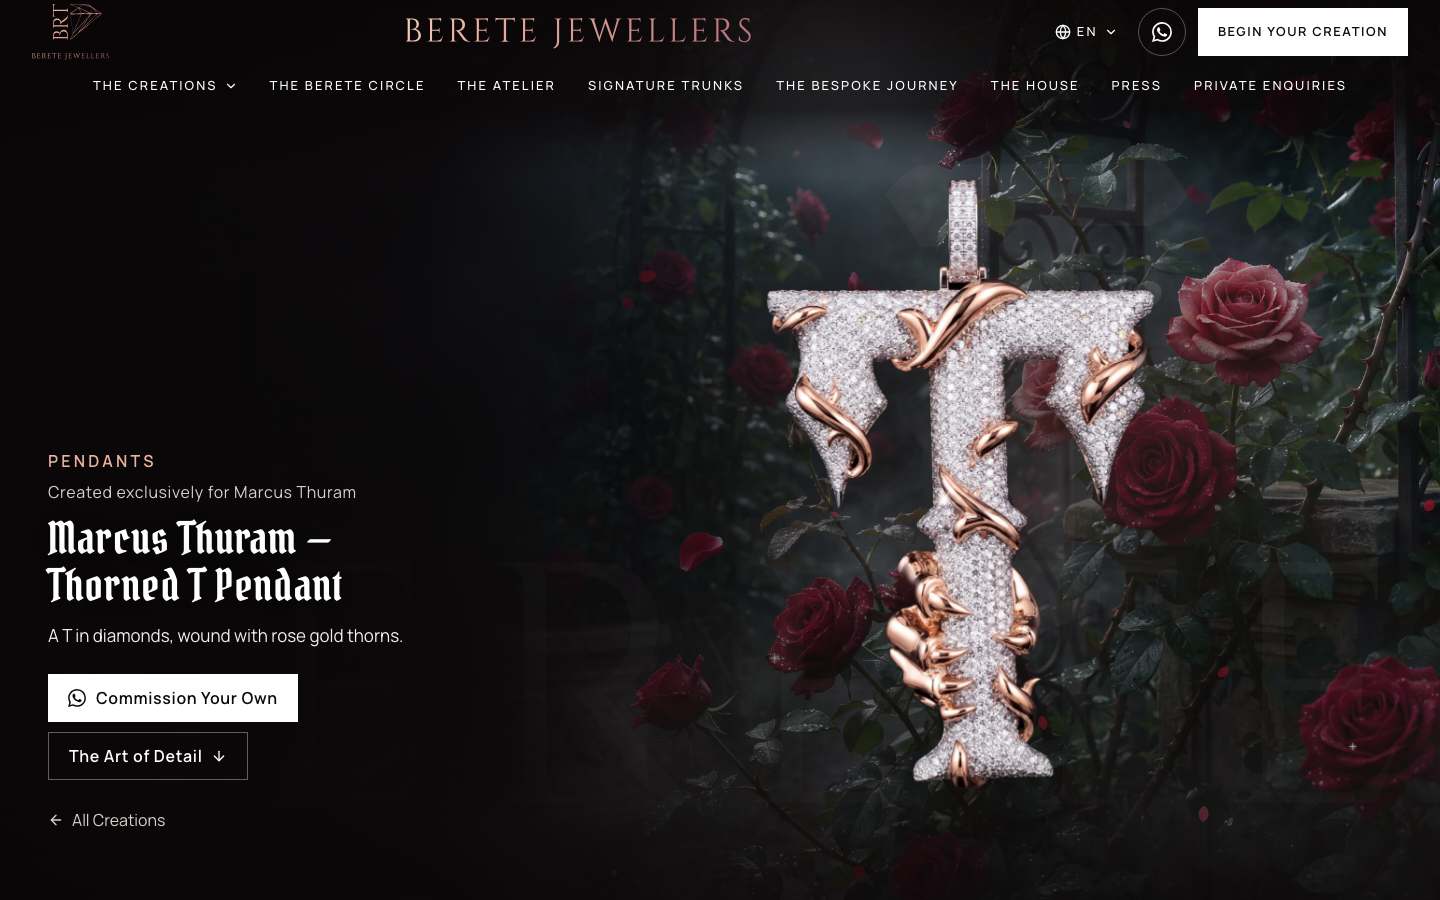 BRT
BERETE JEWELLERS
BERETE JEWELLERS
EN
BEGIN YOUR CREATION
THE CREATIONS
THE BERETE CIRCLE
THE ATELIER
SIGNATURE TRUNKS
THE BESPOKE JOURNEY
THE HOUSE
PRESS
PRIVATE ENQUIRIES
PENDANTS
Created exclusively for Marcus Thuram
Marcus Thuram —
Thorned T Pendant
A T in diamonds, wound with rose gold thorns.
Commission Your Own
The Art of Detail
All Creations
T